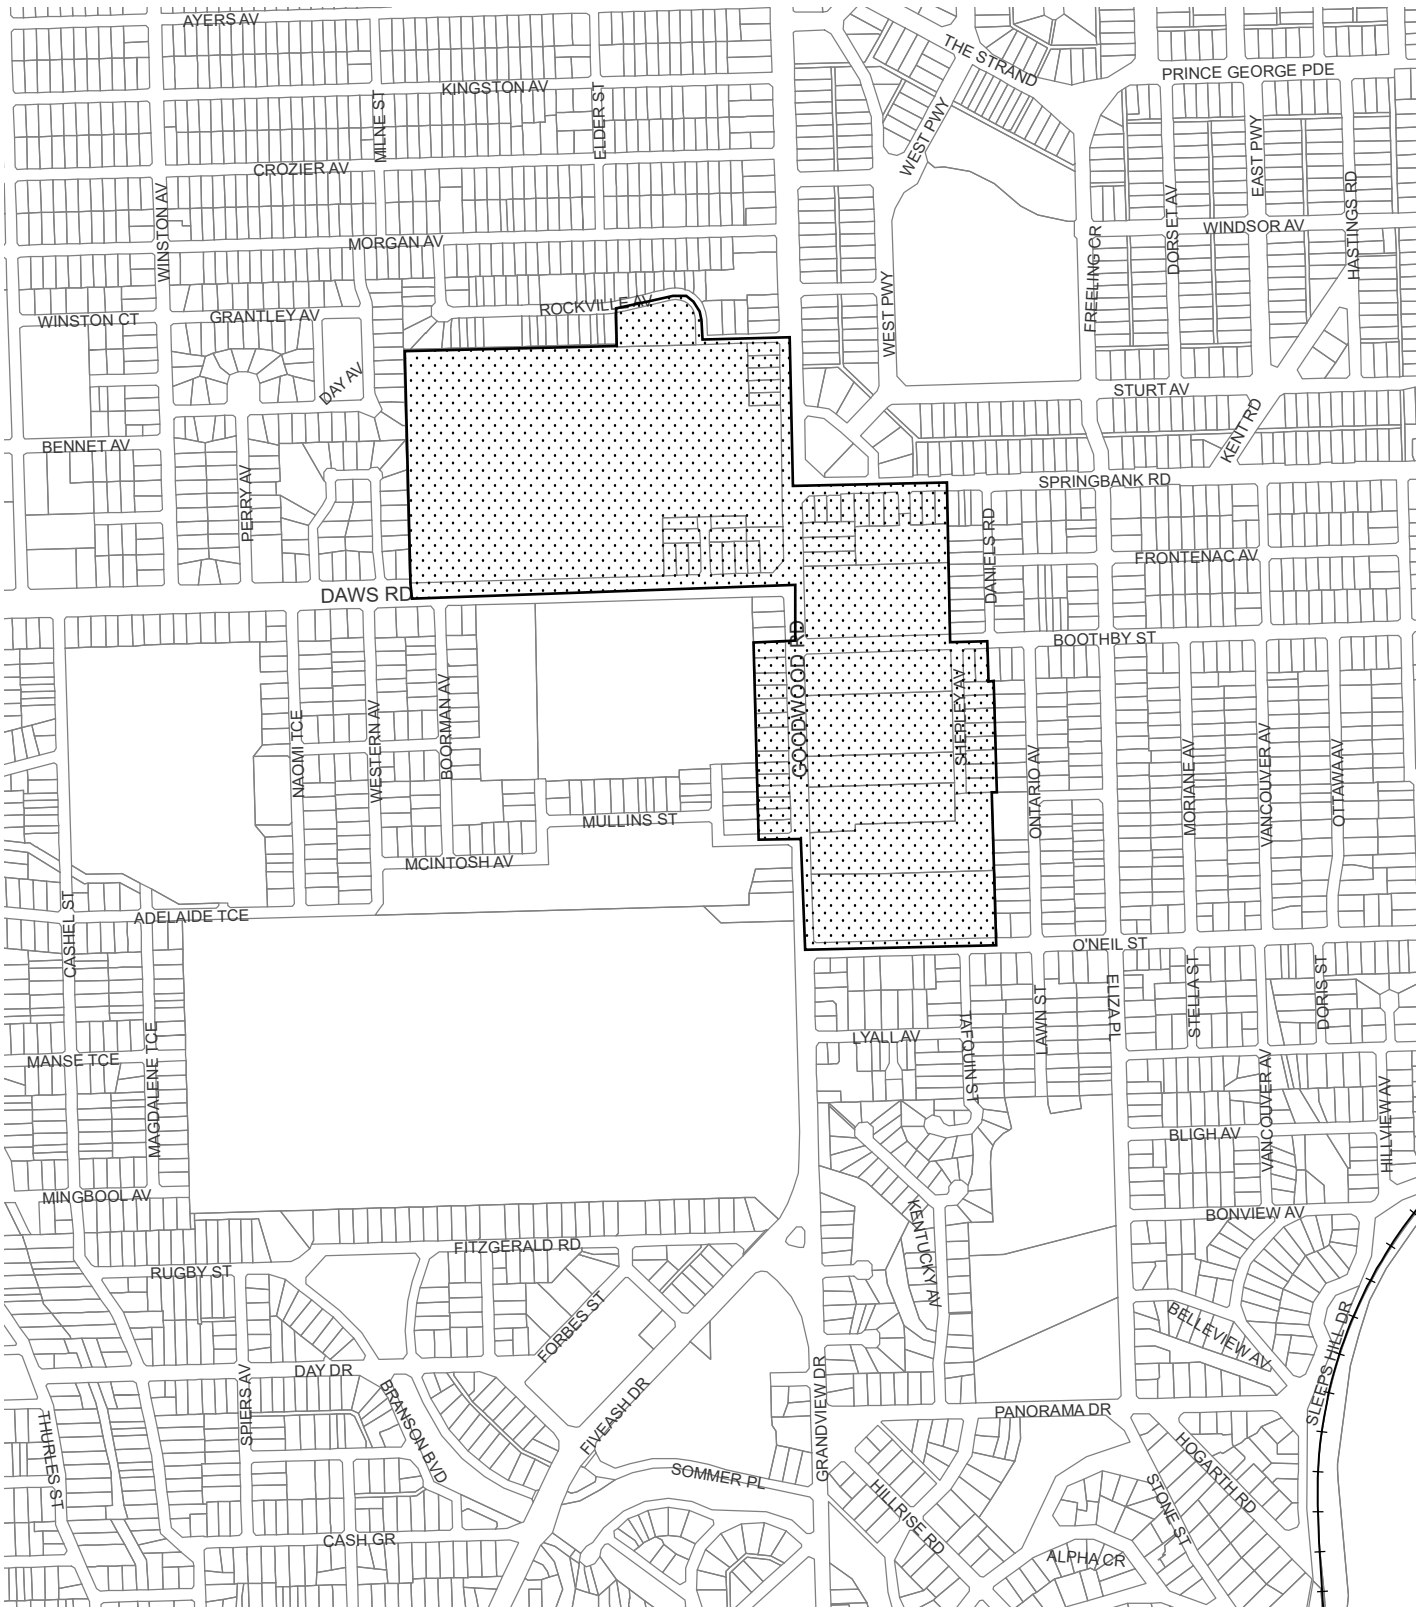 AYERS AV
THE STRAND
PRINCE GEORGE PDE
KINGSTON AV
MILNE ST
ELDER ST
WEST PWY
EAST PWY
CROZIER AV
WINSTON AV
DORSET AV
HASTINGS RD
WINDSOR AV
MORGAN AV
FREELING CR
WEST PWY
ROCKVILLE AV
WINSTON CT
GRANTLEY AV
DAY AV
STURT AV
KENT RD
BENNET AV
PERRY AV
SPRINGBANK RD
DANIELS RD
FRONTENAC AV
DAWS RD
GOODWOOD RD
BOOTHBY ST
SHEPLEY AV
NAOMI TCE
WESTERN AV
BOORMAN AV
ONTARIO AV
MORIANE AV
VANCOUVER AV
OTTAWA AV
MULLINS ST
MCINTOSH AV
CASHEL ST
ADELAIDE TCE
O'NEIL ST
ELIZA PL
STELLA ST
DORIS ST
LAWN ST
TARQUIN ST
LYALL AV
MANSE TCE
MAGDALENE TCE
VANCOUVER AV
HILLVIEW AV
BLIGH AV
MINGBOOL AV
KENTUCKY AV
BONVIEW AV
FITZGERALD RD
RUGBY ST
FORBES ST
BELLEVIEW AV
SLEEPS HILL DR
DAY DR
SPIERS AV
BRANSON BVD
FIVEASH DR
GRANDVIEW DR
PANORAMA DR
THURLES ST
HOGARTH RD
SOMMER PL
STONE ST
HILLRISE RD
CASH GR
ALPHA CR